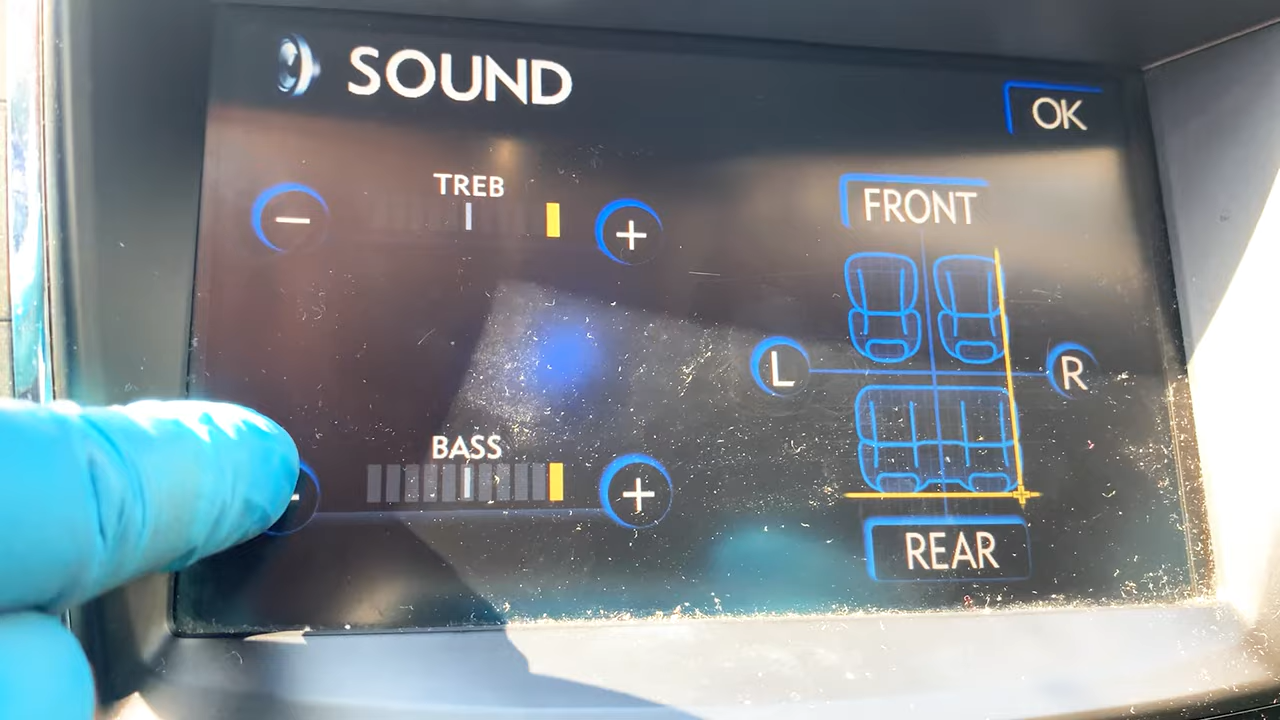 SOUND
OK
TREB
- +
FRONT
L R
BASS
- +
REAR